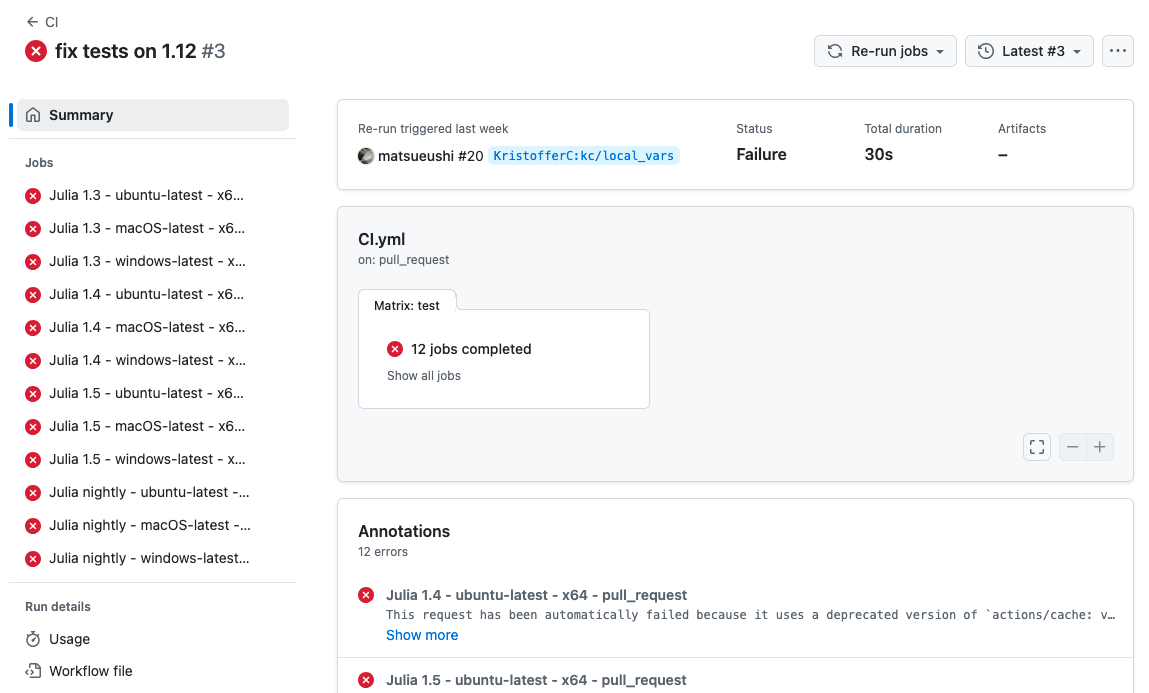 CI
fix tests on 1.12 #3
Re-run jobs
Latest #3
Summary
Jobs
Julia 1.3 - ubuntu-latest - x6...
Julia 1.3 - macOS-latest - x6...
Julia 1.3 - windows-latest - x...
Julia 1.4 - ubuntu-latest - x6...
Julia 1.4 - macOS-latest - x6...
Julia 1.4 - windows-latest - x...
Julia 1.5 - ubuntu-latest - x6...
Julia 1.5 - macOS-latest - x6...
Julia 1.5 - windows-latest - x...
Julia nightly - ubuntu-latest -...
Julia nightly - macOS-latest -...
Julia nightly - windows-latest...
Run details
Usage
Workflow file
Re-run triggered last week
matsueushi #20 KristofferC:kc/local_vars
Status
Failure
Total duration
30s
Artifacts
–
CI.yml
on: pull_request
Matrix: test
12 jobs completed
Show all jobs
Annotations
12 errors
Julia 1.4 - ubuntu-latest - x64 - pull_request
This request has been automatically failed because it uses a deprecated version of `actions/cache: v…
Show more
Julia 1.5 - ubuntu-latest - x64 - pull_request